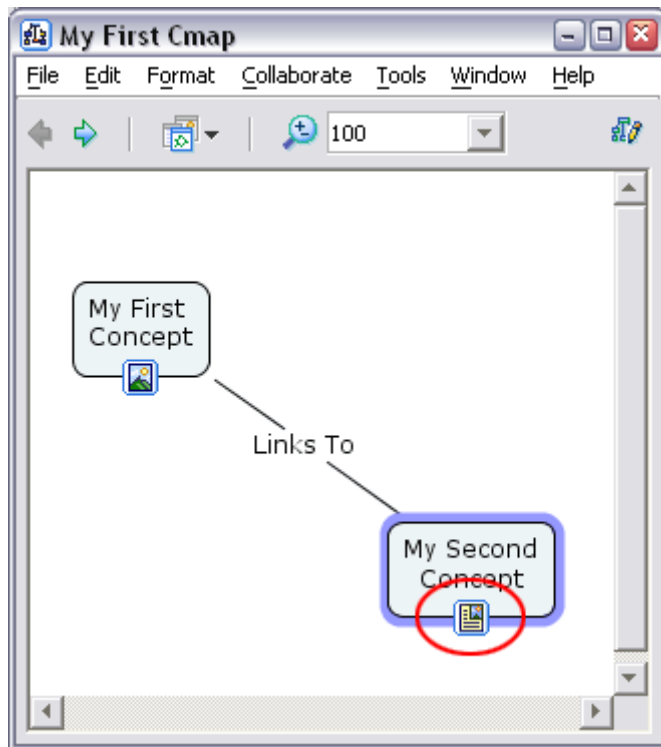 My First Cmap
File Edit Format Collaborate Tools Window Help
100
My First
Concept
Links To
My Second
Concept